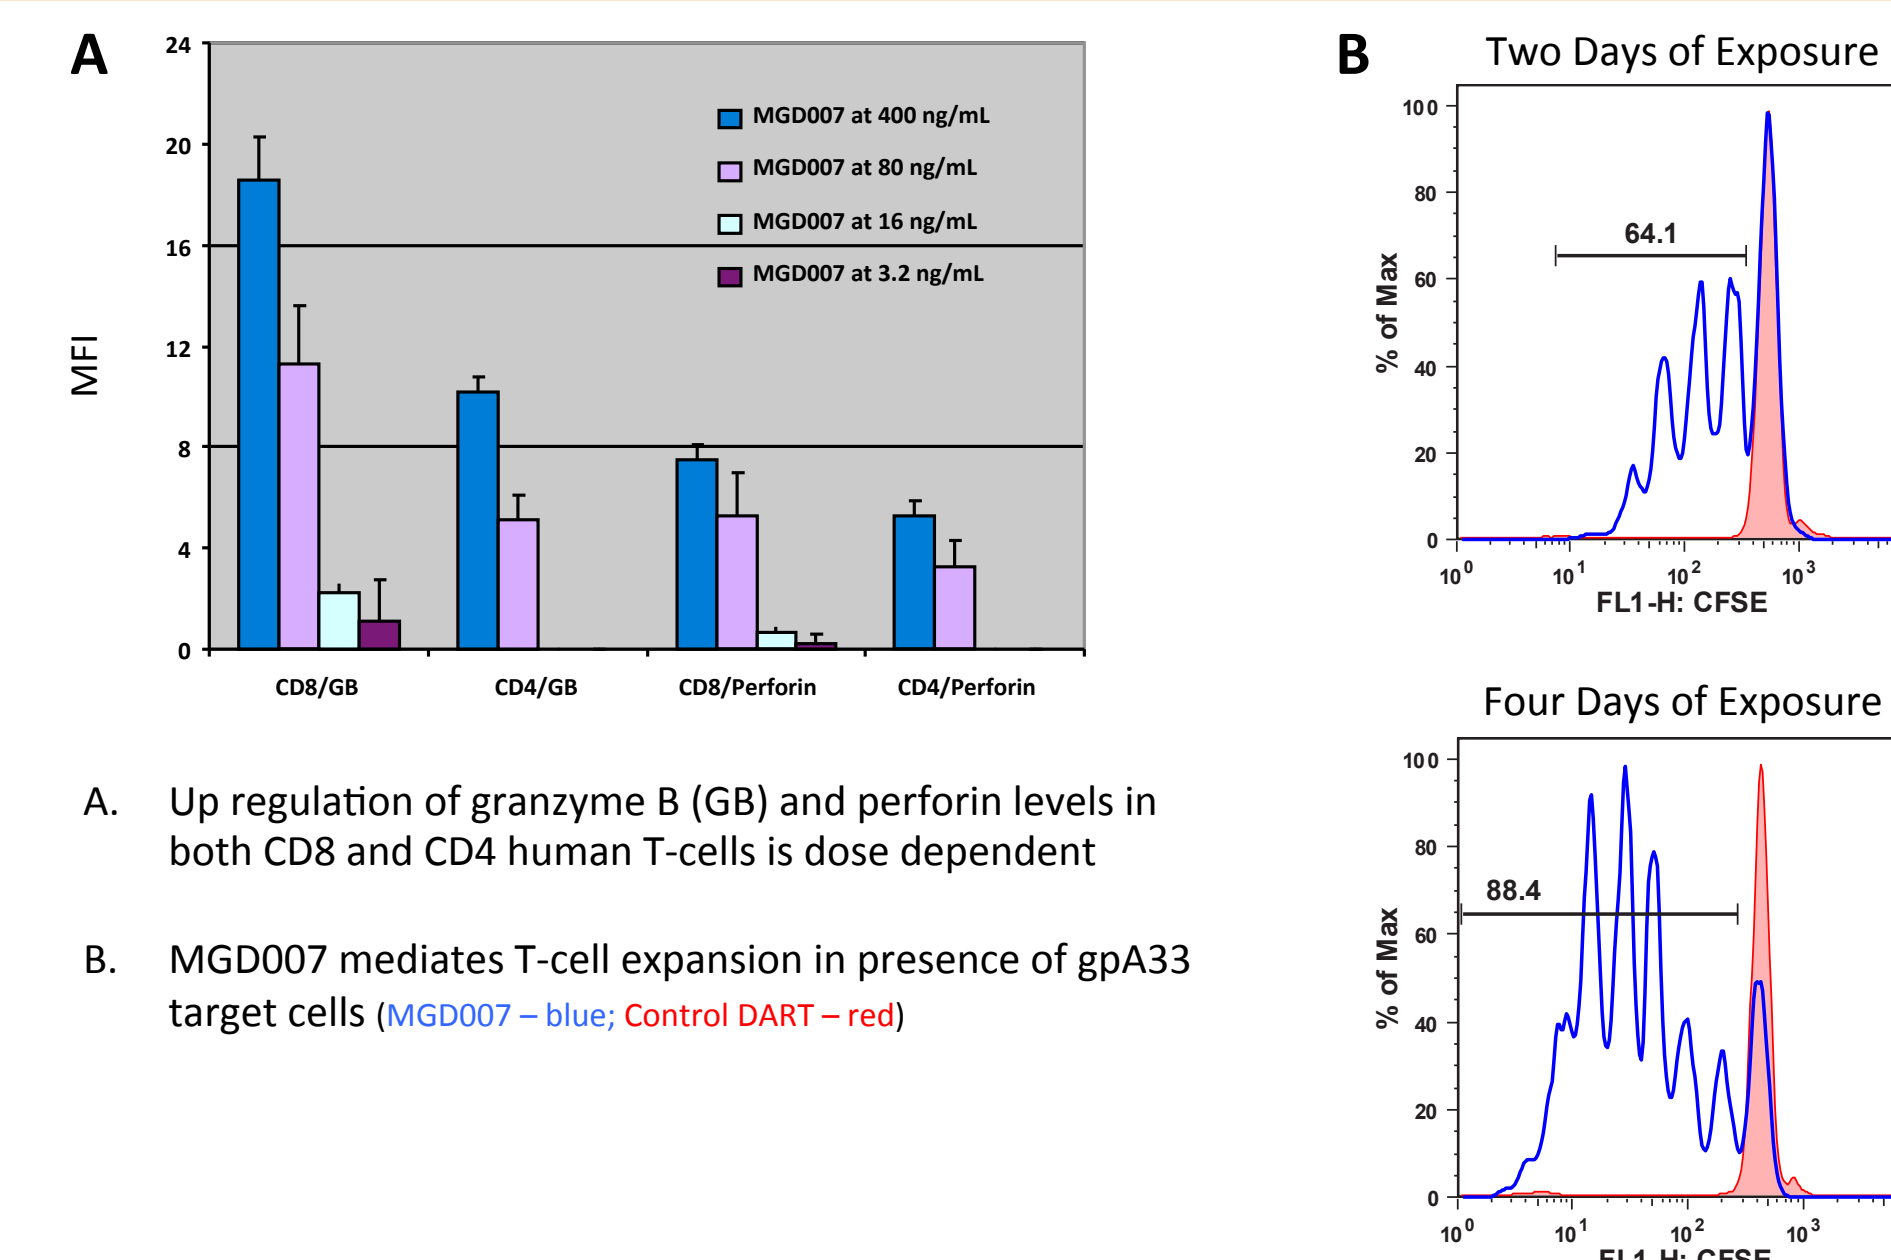 A
24
20
16
12
8
4
0
MFI
MGD007 at 400 ng/mL
MGD007 at 80 ng/mL
MGD007 at 16 ng/mL
MGD007 at 3.2 ng/mL
CD8/GB
CD4/GB
CD8/Perforin
CD4/Perforin
A. Up regulation of granzyme B (GB) and perforin levels in
both CD8 and CD4 human T-cells is dose dependent
B. MGD007 mediates T-cell expansion in presence of gpA33
target cells (MGD007 – blue; Control DART – red)
B
Two Days of Exposure
100
80
60
40
20
0
% of Max
64.1
10^0 10^1 10^2 10^3
FL1-H: CFSE
Four Days of Exposure
100
80
60
40
20
0
% of Max
88.4
10^0 10^1 10^2 10^3
FL1-H: CFSE